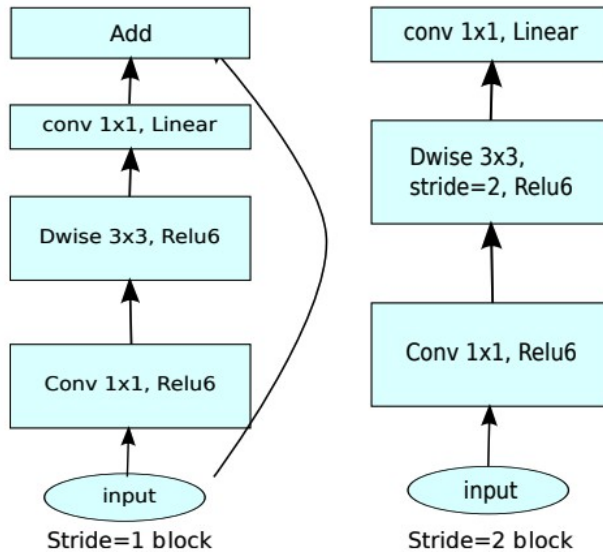 Add
conv 1x1, Linear
Dwise 3x3, Relu6
Conv 1x1, Relu6
input
Stride=1 block
conv 1x1, Linear
Dwise 3x3,
stride=2, Relu6
Conv 1x1, Relu6
input
Stride=2 block